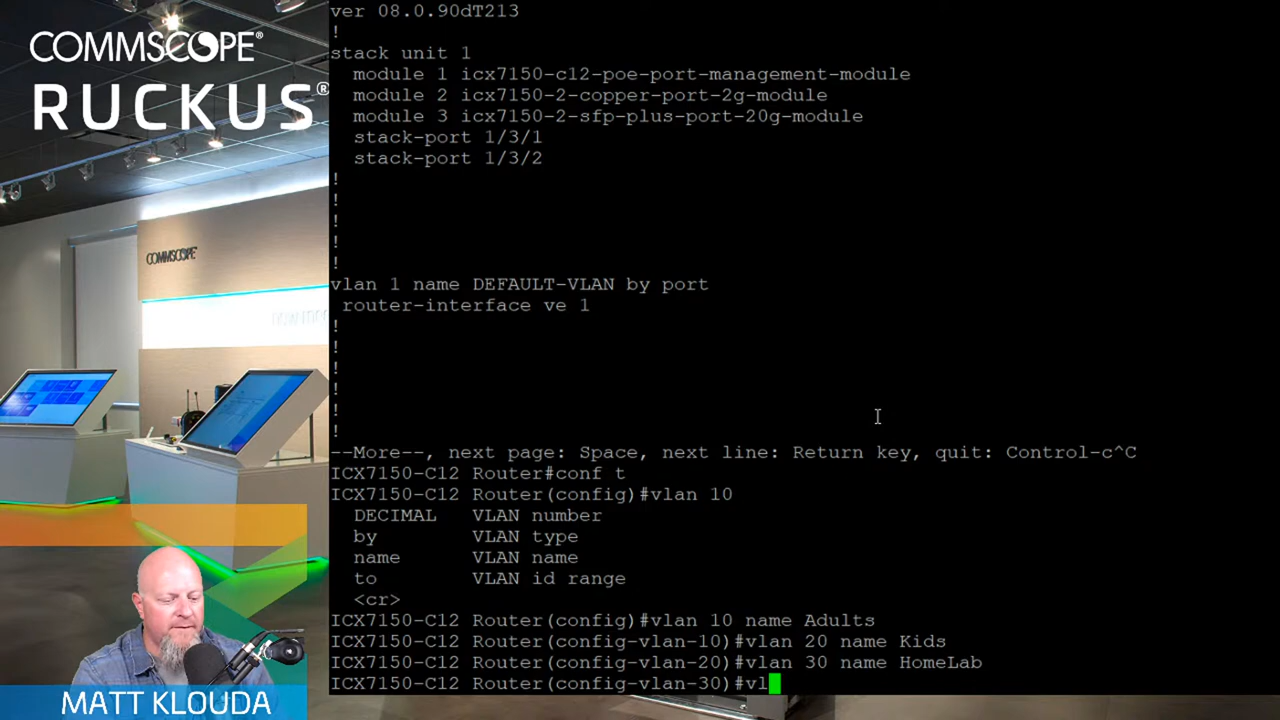 COMMSCOPE®
RUCKUS®
COMMSCOPE
ver 08.0.90dT213
!
stack unit 1
module 1 icx7150-c12-poe-port-management-module
module 2 icx7150-2-copper-port-2g-module
module 3 icx7150-2-sfp-plus-port-20g-module
stack-port 1/3/1
stack-port 1/3/2
!
!
!
!
!
vlan 1 name DEFAULT-VLAN by port
router-interface ve 1
!
!
!
!
!
!
--More--, next page: Space, next line: Return key, quit: Control-c^C
ICX7150-C12 Router#conf t
ICX7150-C12 Router(config)#vlan 10
DECIMAL VLAN number
by VLAN type
name VLAN name
to VLAN id range
<cr>
ICX7150-C12 Router(config)#vlan 10 name Adults
ICX7150-C12 Router(config-vlan-10)#vlan 20 name Kids
ICX7150-C12 Router(config-vlan-20)#vlan 30 name HomeLab
ICX7150-C12 Router(config-vlan-30)#vl
MATT KLOUDA